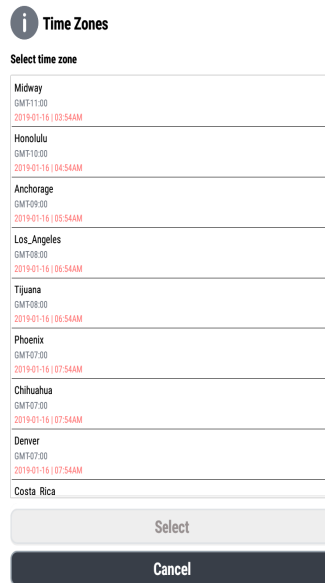 i
Time Zones
Select time zone
Midway
GMT-11:00
2019-01-16 | 03:54AM
Honolulu
GMT-10:00
2019-01-16 | 04:54AM
Anchorage
GMT-09:00
2019-01-16 | 05:54AM
Los_Angeles
GMT-08:00
2019-01-16 | 06:54AM
Tijuana
GMT-08:00
2019-01-16 | 06:54AM
Phoenix
GMT-07:00
2019-01-16 | 07:54AM
Chihuahua
GMT-07:00
2019-01-16 | 07:54AM
Denver
GMT-07:00
2019-01-16 | 07:54AM
Costa_Rica
Select
Cancel